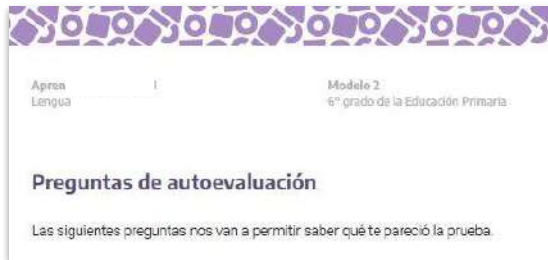 Apren
Lengua
Modelo 2
6° grado de la Educación Primaria
Preguntas de autoevaluación
Las siguientes preguntas nos van a permitir saber qué te pareció la prueba.